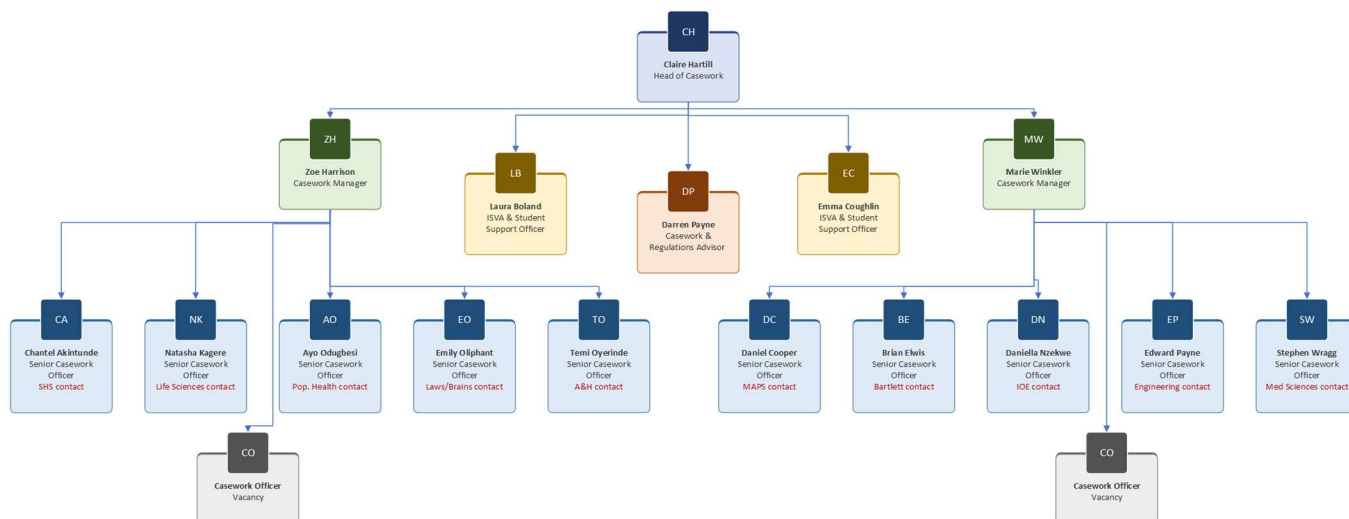 CH
Claire Hartill
Head of Casework
ZH
Zoe Harrison
Casework Manager
LB
Laura Boland
ISVA & Student
Support Officer
DP
Darren Payne
Casework &
Regulations Advisor
EC
Emma Coughlin
ISVA & Student
Support Officer
MW
Marie Winkler
Casework Manager
CA
Chantel Akintunde
Senior Casework
Officer
SHS contact
NK
Natasha Kagere
Senior Casework
Officer
Life Sciences contact
AO
Ayo Odugbesi
Senior Casework
Officer
Pop. Health contact
EO
Emily Oliphant
Senior Casework
Officer
Laws/Brains contact
TO
Temi Oyerinde
Senior Casework
Officer
A&H contact
DC
Daniel Cooper
Senior Casework
Officer
MAPS contact
BE
Brian Elwis
Senior Casework
Officer
Bartlett contact
DN
Daniella Nzekwe
Senior Casework
Officer
IOE contact
EP
Edward Payne
Senior Casework
Officer
Engineering contact
SW
Stephen Wragg
Senior Casework
Officer
Med Sciences contact
CO
Casework Officer
Vacancy
CO
Casework Officer
Vacancy